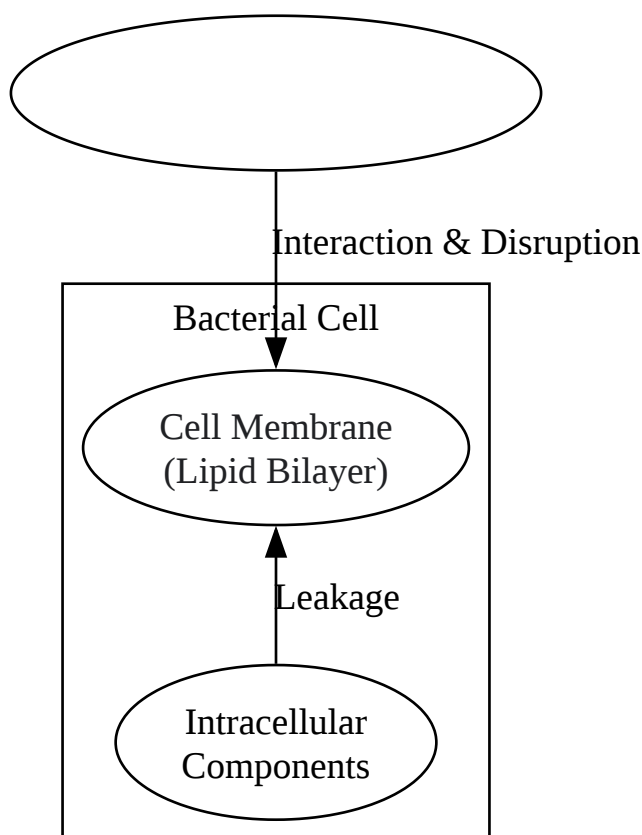 Interaction & Disruption
Bacterial Cell
Cell Membrane
(Lipid Bilayer)
Leakage
Intracellular
Components